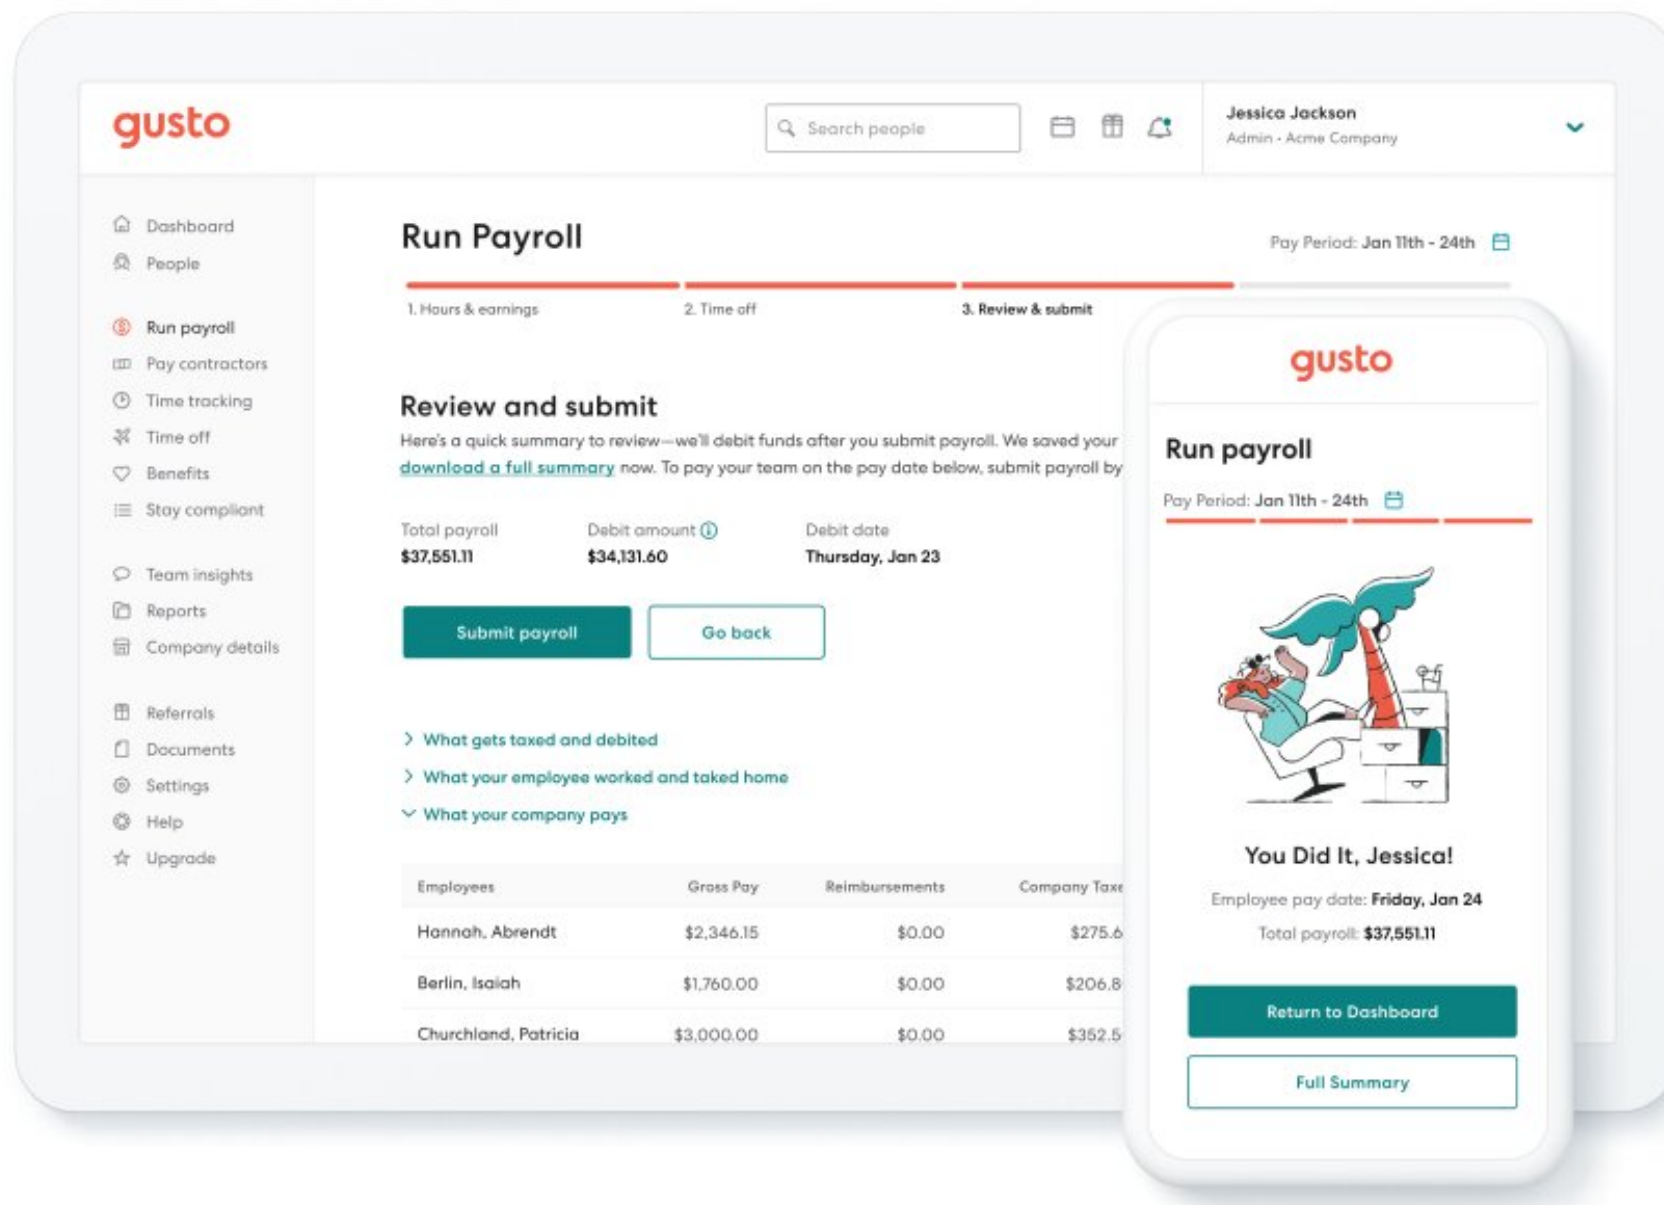 gusto
Search people
Jessica Jackson
Admin - Acme Company
Dashboard
People
Run payroll
Pay contractors
Time tracking
Time off
Benefits
Stay compliant
Team insights
Reports
Company details
Referrals
Documents
Settings
Help
Upgrade
Run Payroll
Pay Period: Jan 11th - 24th
1. Hours & earnings
2. Time off
3. Review & submit
Review and submit
Here's a quick summary to review—we'll debit funds after you submit payroll. We saved your
download a full summary now. To pay your team on the pay date below, submit payroll by
Total payroll
$37,551.11
Debit amount
$34,131.60
Debit date
Thursday, Jan 23
Submit payroll
Go back
What gets taxed and debited
What your employee worked and taked home
What your company pays
Employees Gross Pay Reimbursements Company Taxe
Hannah, Abrendt $2,346.15 $0.00 $275.6
Berlin, Isaiah $1,760.00 $0.00 $206.8
Churchland, Patricia $3,000.00 $0.00 $352.5
gusto
Run payroll
Pay Period: Jan 11th - 24th
You Did It, Jessica!
Employee pay date: Friday, Jan 24
Total payroll: $37,551.11
Return to Dashboard
Full Summary